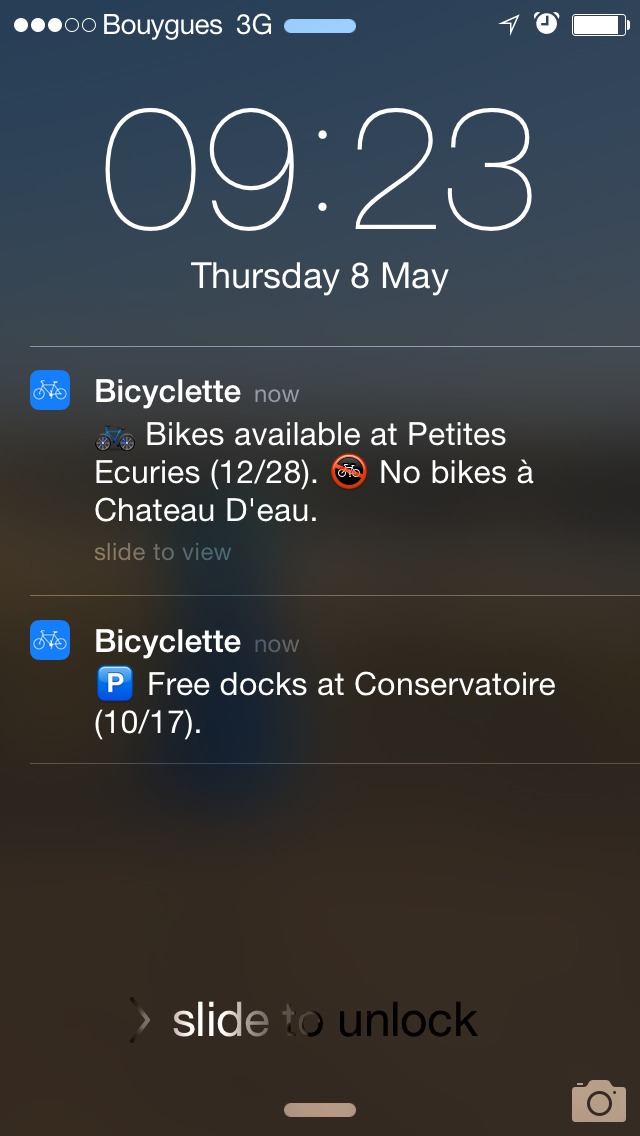 Bouygues 3G
09:23
Thursday 8 May
Bicyclette now
Bikes available at Petites
Ecuries (12/28). No bikes à
Chateau D'eau.
slide to view
Bicyclette now
P Free docks at Conservatoire
(10/17).
slide to unlock